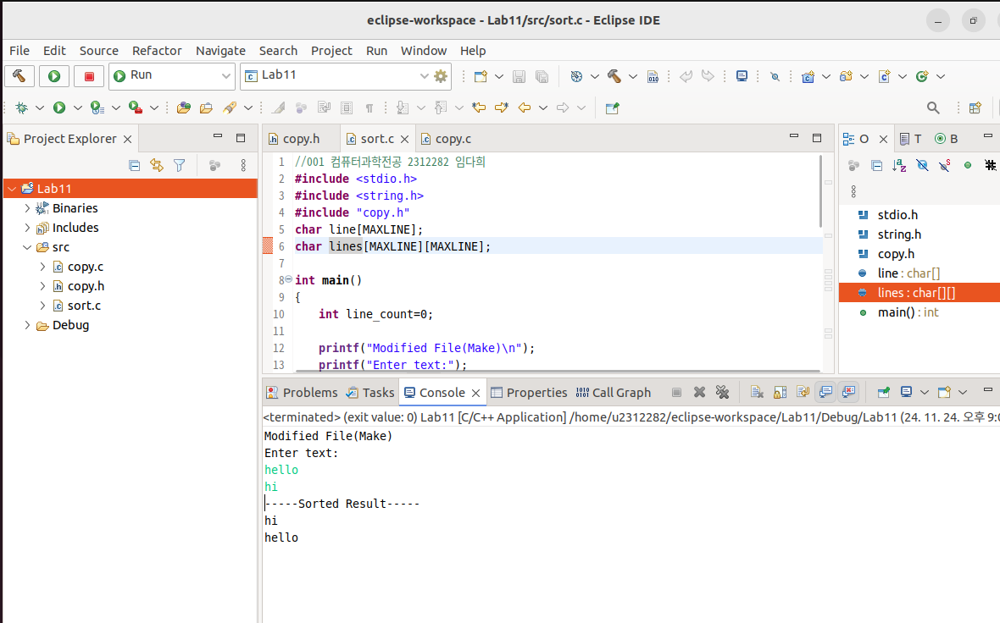 eclipse-workspace - Lab11/src/sort.c - Eclipse IDE
File Edit Source Refactor Navigate Search Project Run Window Help
Run Lab11
Project Explorer
Lab11
Binaries
Includes
src
copy.c
copy.h
sort.c
Debug
copy.h sort.c copy.c
1 //001 컴퓨터과학전공 2312282 임다희
2 #include <stdio.h>
3 #include <string.h>
4 #include "copy.h"
5 char line[MAXLINE];
6 char lines[MAXLINE][MAXLINE];
7
8 int main()
9 {
10 int line_count=0;
11
12 printf("Modified File(Make)\n");
13 printf("Enter text:");
O T B
stdio.h
string.h
copy.h
line : char[]
lines : char[][]
main() : int
Problems Tasks Console Properties Call Graph
<terminated> (exit value: 0) Lab11 [C/C++ Application] /home/u2312282/eclipse-workspace/Lab11/Debug/Lab11 (24. 11. 24. 오후 9:0
Modified File(Make)
Enter text:
hello
hi
-----Sorted Result-----
hi
hello